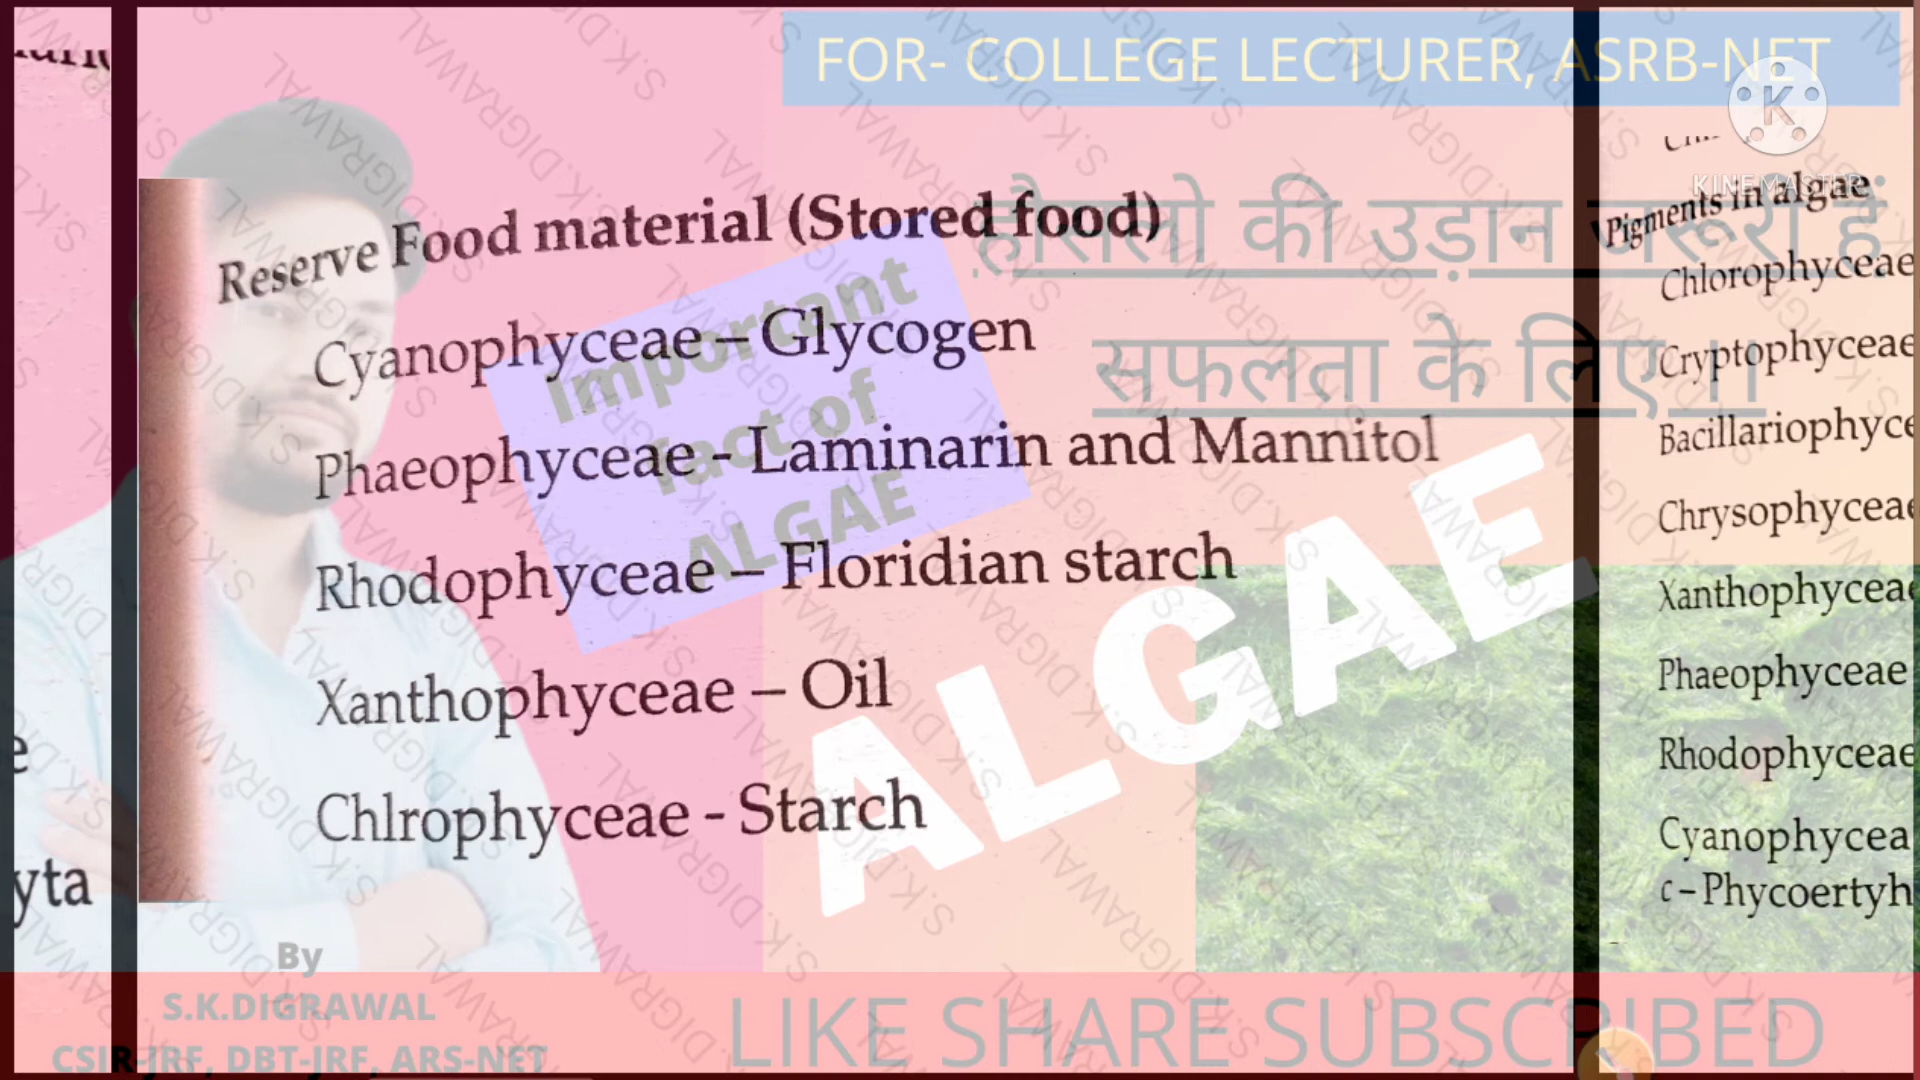 FOR- COLLEGE LECTURER, ASRB-NET
K
KINEMASTER
हौसलो की उड़ान जरूरी हैं
सफलता के लिए ।।
Reserve Food material (Stored food)
Cyanophyceae – Glycogen
Phaeophyceae - Laminarin and Mannitol
Rhodophyceae – Floridian starch
Xanthophyceae – Oil
Chlrophyceae - Starch
Important
fact of
ALGAE
ALGAE
Pigments in algae
Chlorophyceae
Cryptophyceae
Bacillariophyce
Chrysophyceae
Xanthophyceae
Phaeophyceae
Rhodophyceae
Cyanophycea
c – Phycoertyh
e
yta
By
S.K.DIGRAWAL
CSIR-JRF, DBT-JRF, ARS-NET
LIKE SHARE SUBSCRIBED
S.K.DIGRAWAL